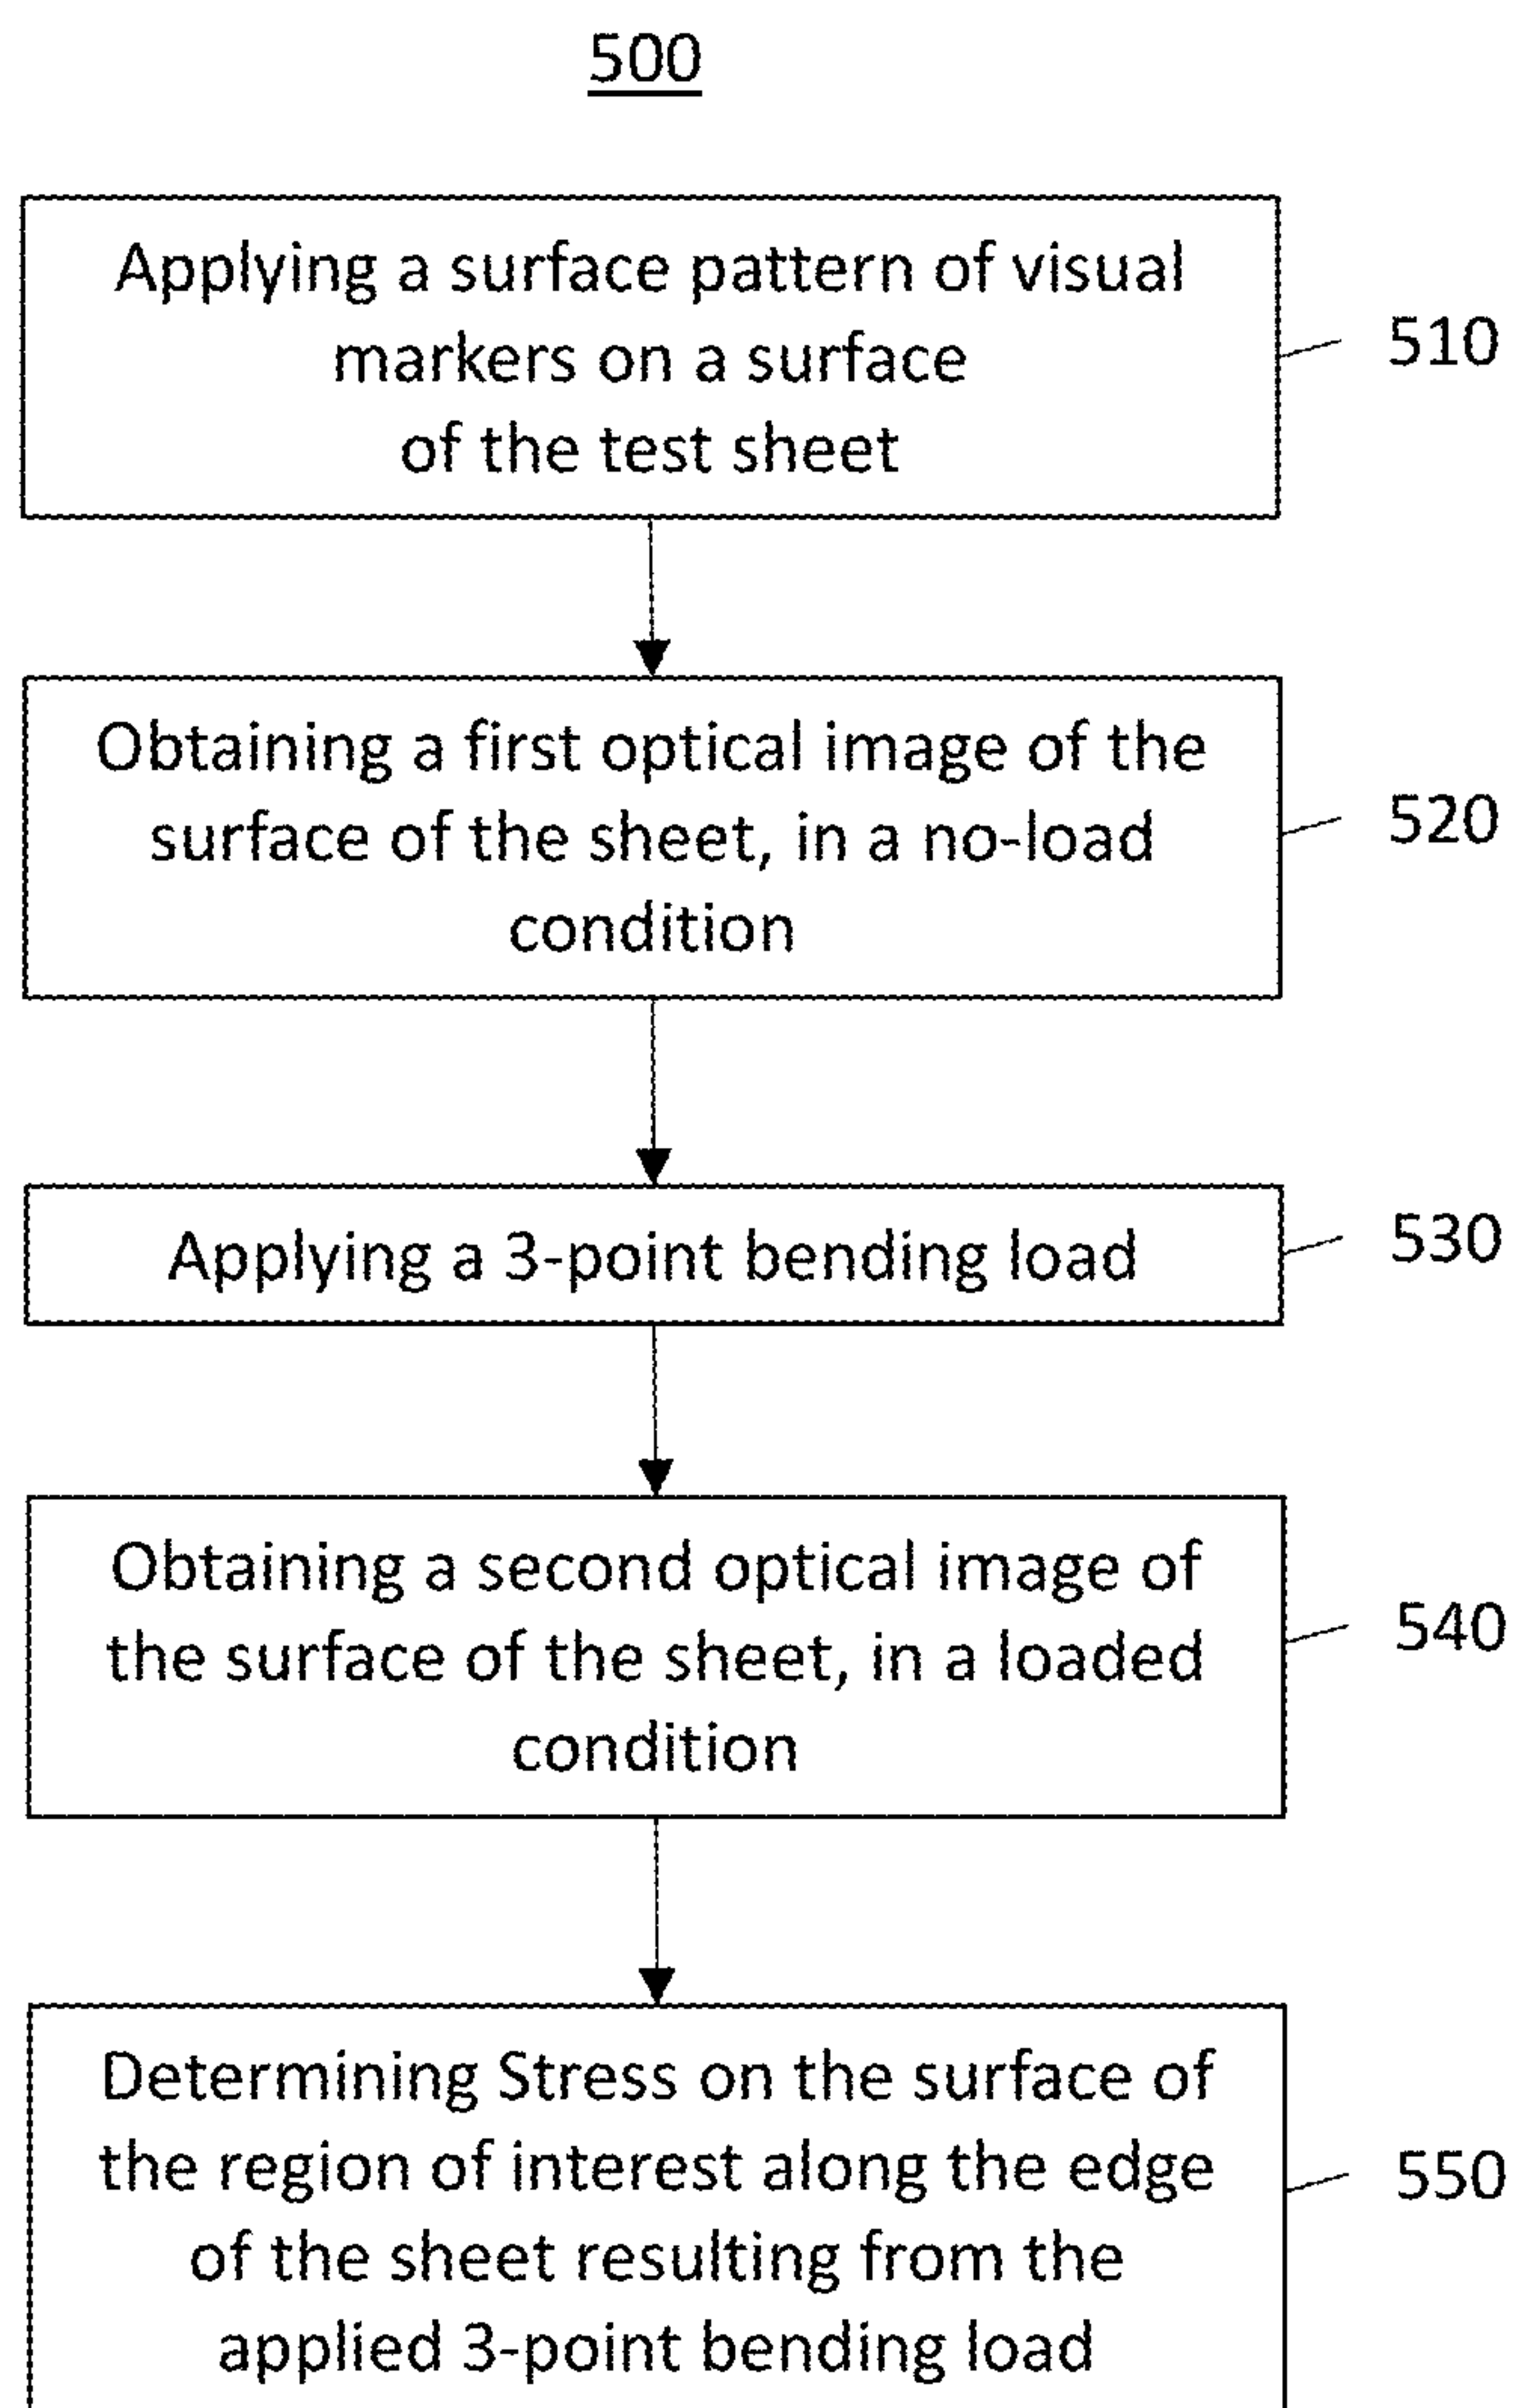 500
Applying a surface pattern of visual
markers on a surface
of the test sheet
510
Obtaining a first optical image of the
surface of the sheet, in a no-load
condition
520
Applying a 3-point bending load
530
Obtaining a second optical image of
the surface of the sheet, in a loaded
condition
540
Determining Stress on the surface of
the region of interest along the edge
of the sheet resulting from the
applied 3-point bending load
550